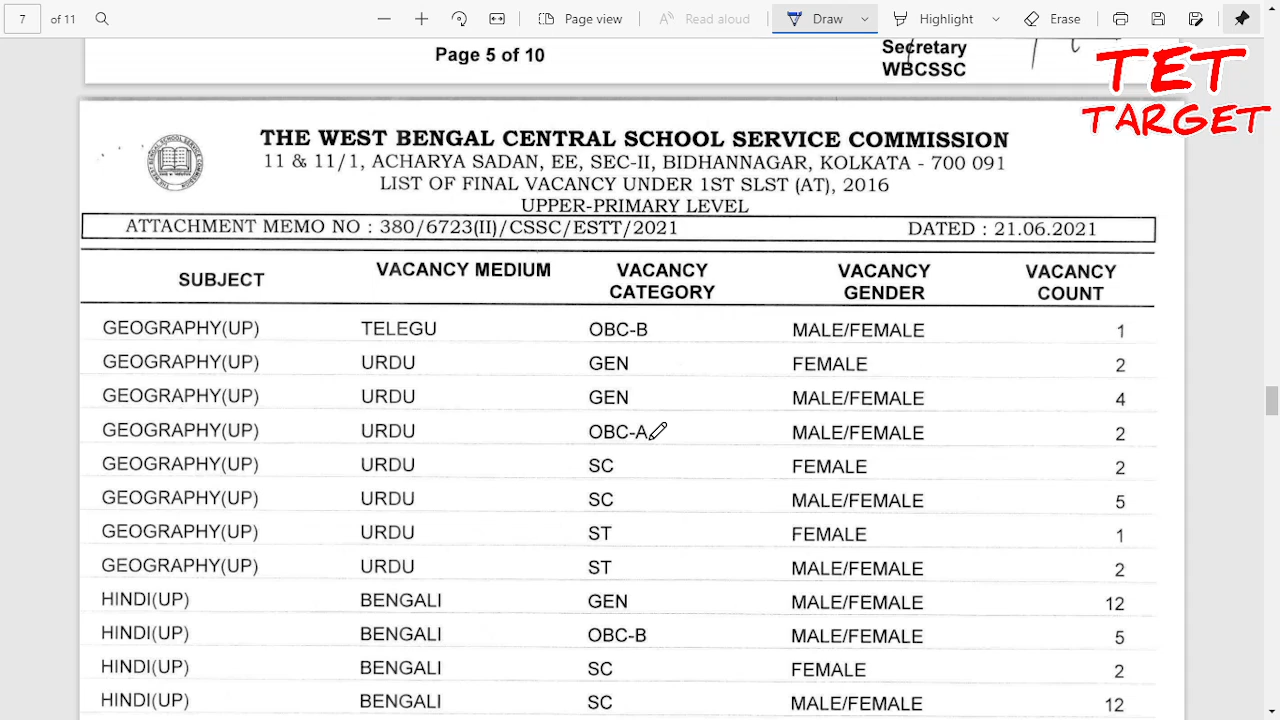 7 of 11 Page view Read aloud Draw Highlight Erase
Page 5 of 10 Secretary
WBCSSC
TET
TARGET
THE WEST BENGAL CENTRAL SCHOOL SERVICE COMMISSION
11 & 11/1, ACHARYA SADAN, EE, SEC-II, BIDHANNAGAR, KOLKATA - 700 091
LIST OF FINAL VACANCY UNDER 1ST SLST (AT), 2016
UPPER-PRIMARY LEVEL
ATTACHMENT MEMO NO : 380/6723(II)/CSSC/ESTT/2021 DATED : 21.06.2021
SUBJECT VACANCY MEDIUM VACANCY CATEGORY VACANCY GENDER VACANCY COUNT
GEOGRAPHY(UP) TELEGU OBC-B MALE/FEMALE 1
GEOGRAPHY(UP) URDU GEN FEMALE 2
GEOGRAPHY(UP) URDU GEN MALE/FEMALE 4
GEOGRAPHY(UP) URDU OBC-A MALE/FEMALE 2
GEOGRAPHY(UP) URDU SC FEMALE 2
GEOGRAPHY(UP) URDU SC MALE/FEMALE 5
GEOGRAPHY(UP) URDU ST FEMALE 1
GEOGRAPHY(UP) URDU ST MALE/FEMALE 2
HINDI(UP) BENGALI GEN MALE/FEMALE 12
HINDI(UP) BENGALI OBC-B MALE/FEMALE 5
HINDI(UP) BENGALI SC FEMALE 2
HINDI(UP) BENGALI SC MALE/FEMALE 12